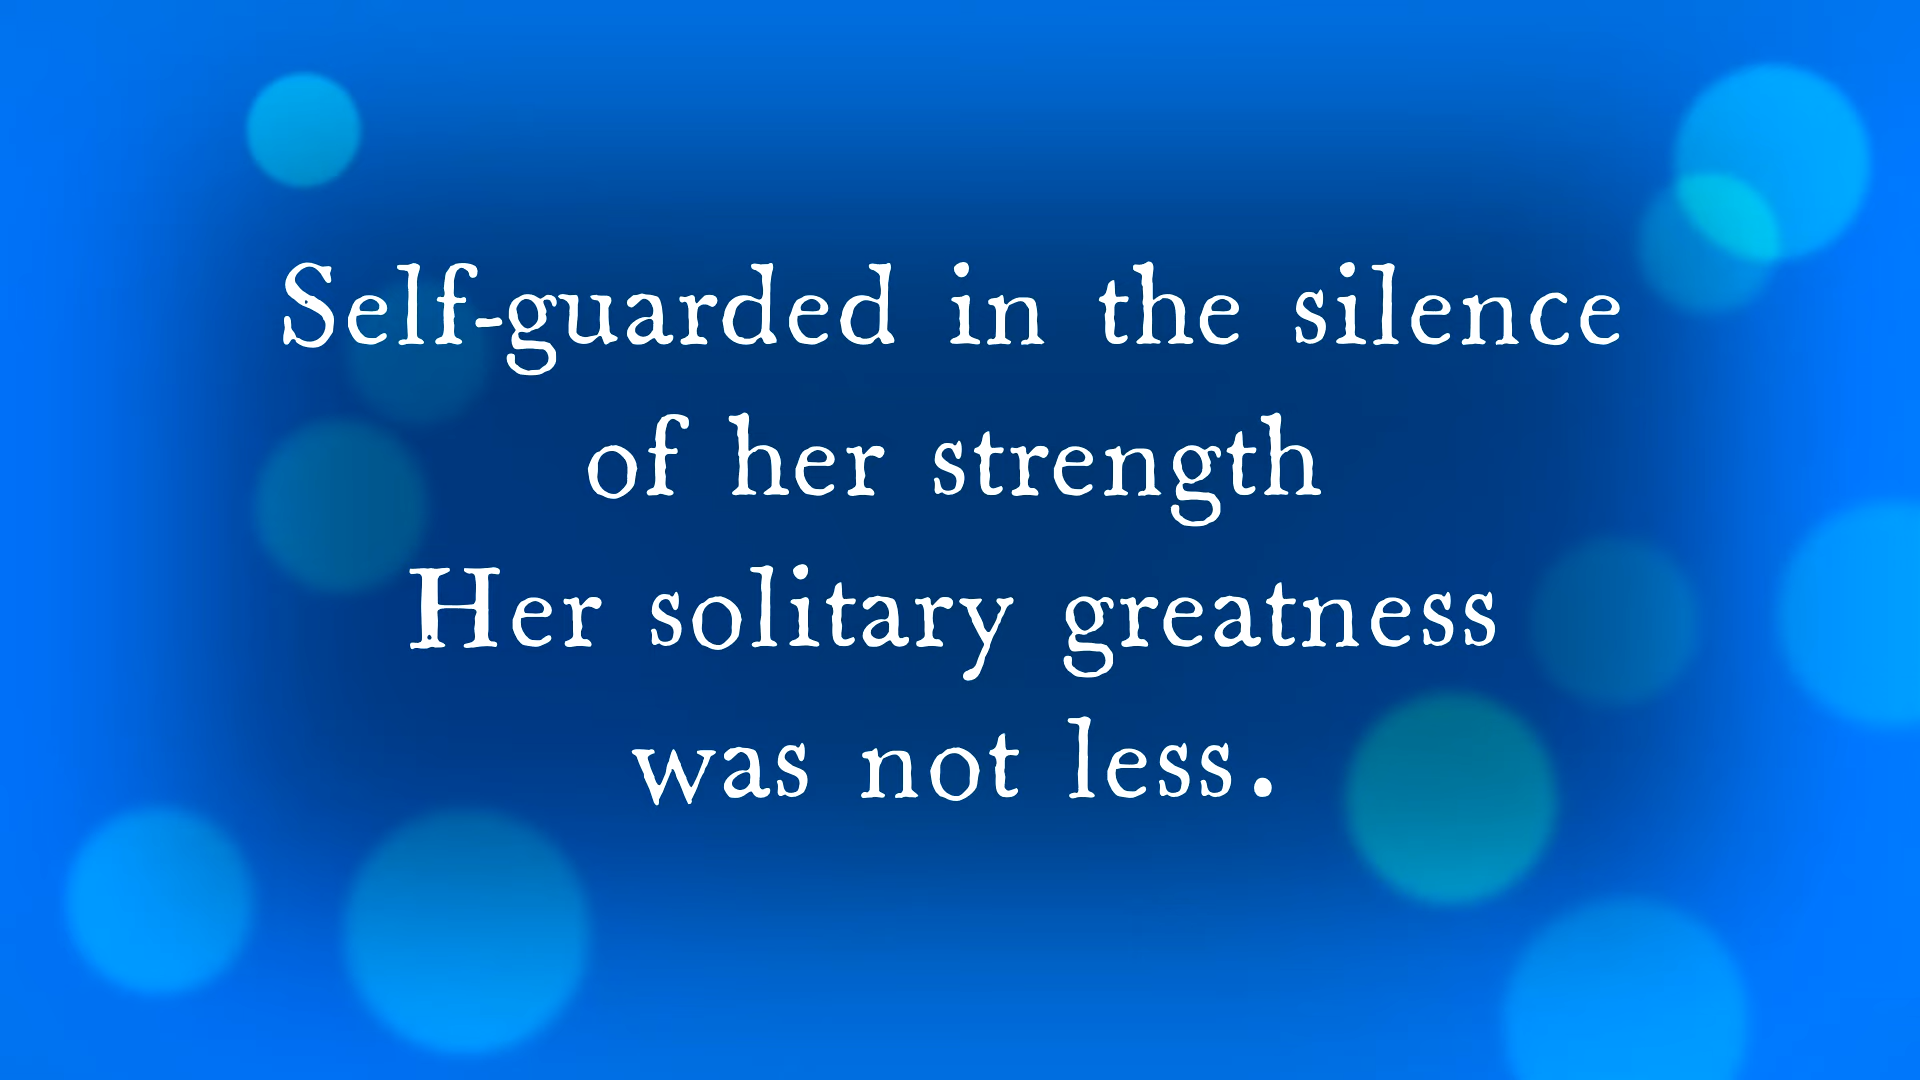 Self-guarded in the silence
of her strength
Her solitary greatness
was not less.